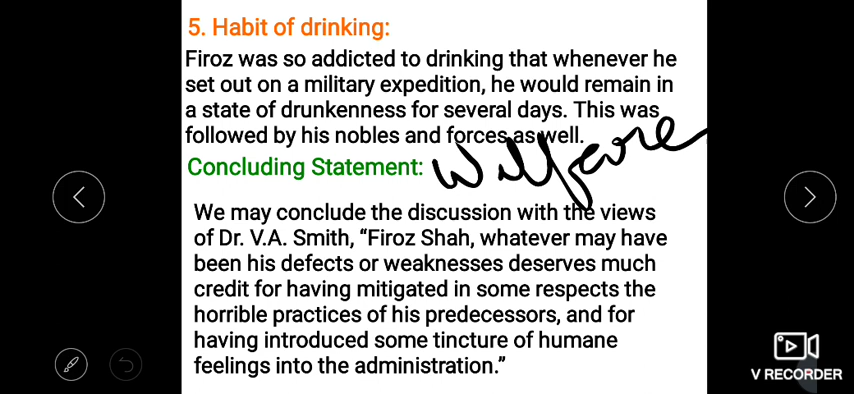 5. Habit of drinking:
Firoz was so addicted to drinking that whenever he
set out on a military expedition, he would remain in
a state of drunkenness for several days. This was
followed by his nobles and forces as well.
Concluding Statement:
Welfare
We may conclude the discussion with the views
of Dr. V.A. Smith, “Firoz Shah, whatever may have
been his defects or weaknesses deserves much
credit for having mitigated in some respects the
horrible practices of his predecessors, and for
having introduced some tincture of humane
feelings into the administration.”
V RECORDER